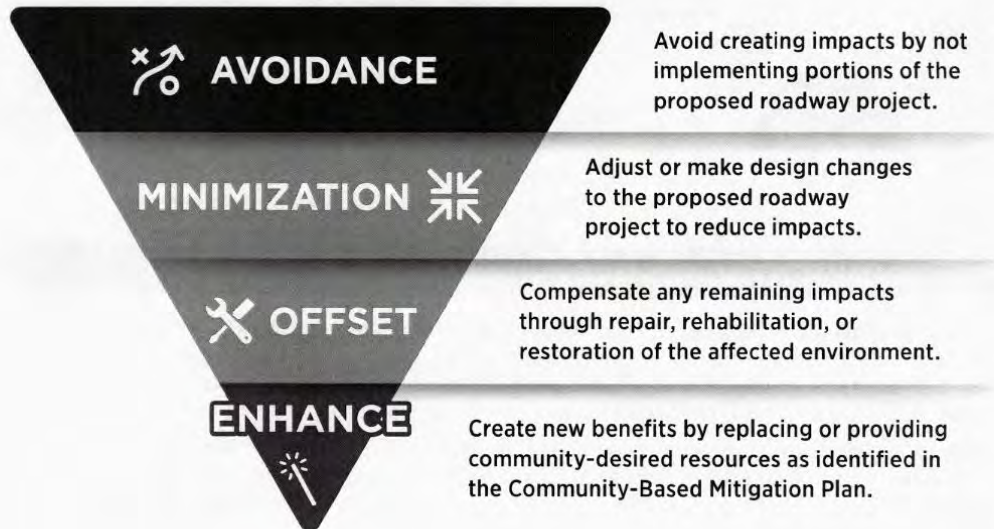 AVOIDANCE
Avoid creating impacts by not
implementing portions of the
proposed roadway project.
MINIMIZATION
Adjust or make design changes
to the proposed roadway
project to reduce impacts.
OFFSET
Compensate any remaining impacts
through repair, rehabilitation, or
restoration of the affected environment.
ENHANCE
Create new benefits by replacing or providing
community-desired resources as identified in
the Community-Based Mitigation Plan.